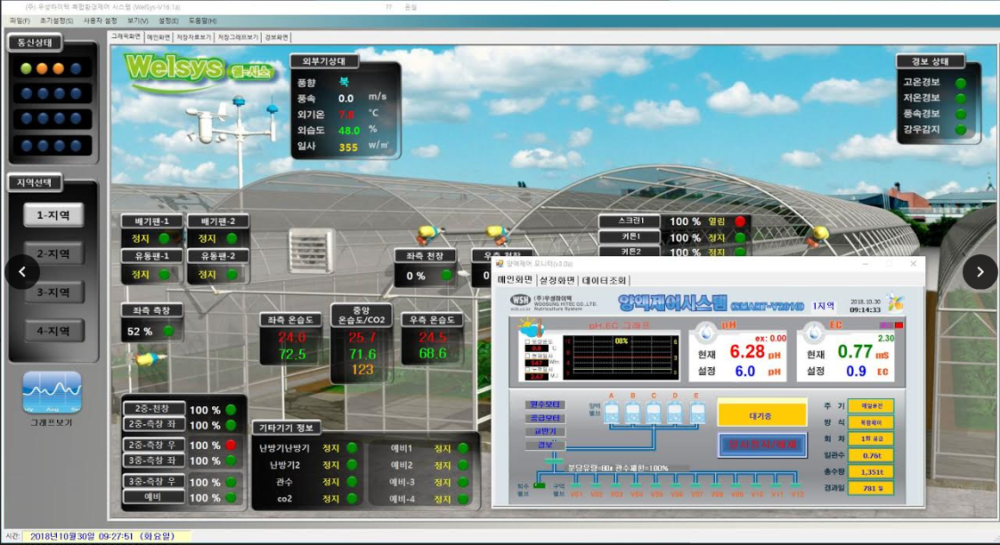 (주) 우성하이텍 복합환경제어 시스템 (WelSys-V16.1a)
?? 온실
파일(F) 초기설정(S) 사용자 설정 보기(V) 설정(E) 도움말(H)
통신상태
그래픽화면 메인화면 저장자료보기 저장그래프보기 경보화면
Welsys 웰-시스
외부기상대
풍향 북
풍속 0.0 m/s
외기온 7.8 °C
외습도 48.0 %
일사 355 w/㎡
경보 상태
고온경보
저온경보
풍속경보
강우감지
지역선택
1-지역
2-지역
3-지역
4-지역
그래프보기
배기팬-1 배기팬-2
정지 정지
유동팬-1 유동팬-2
정지 정지
좌측 측창
52 %
좌측 천창
0 %
우측 천창
0
스크린1 100 % 열림
커튼1 100 % 정지
커튼2 100 % 정지
좌측 온습도
24.0
72.5
중앙
온습도/CO2
25.7
71.6
123
우측 온습도
24.5
68.6
2중-천창 100 %
2중-측창 좌 100 %
2중-측창 우 100 %
3중-측창 좌 100 %
3중-측창 우 100 %
예비 100 %
기타기기 정보
난방기난방기 정지 예비1 정지
난방기2 정지 예비2 정지
관수 정지 예비-3 정지
co2 정지 예비-4 정지
양액제어 모니터(v3.0a)
메인화면 설정화면 데이터조회
WSH (주)우성하이텍
WOOSUNG HITEC CO.,LTD.
Nutriculture System
양액제어시스템 (SMART-V2010) 1지역
2018.10.30
09:14:33
pH:EC 그래프
00%
pH
ex: 0.00
현재 6.28 pH
설정 6.0 pH
EC
2.30
현재 0.77 mS
설정 0.9 EC
원수모터
공급모터
교반기
경보
양액
밸브
A B C D E
대기중
주 기 매일운전
방 식 복합제어
회 차 1회 공급
일관수 0.76t
총수량 1,351t
경과일 781 일
분당유량=80ℓ 관수제한=100%
퇴수
밸브
구역
밸브
V01 V02 V03 V04 V05 V06 V07 V08 V09 V10 V11 V12
시간: 2018년10월30일 09:27:51 (화요일)